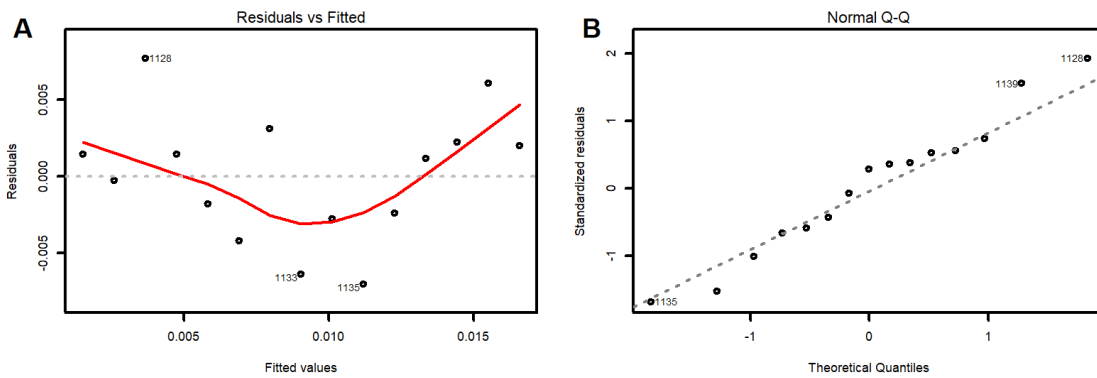 A
Residuals vs Fitted
Residuals
0.005
0.000
-0.005
1128
1133
1135
0.005
0.010
0.015
Fitted values
B
Normal Q-Q
Standardized residuals
2
1
0
-1
1128
1139
1135
-1
0
1
Theoretical Quantiles